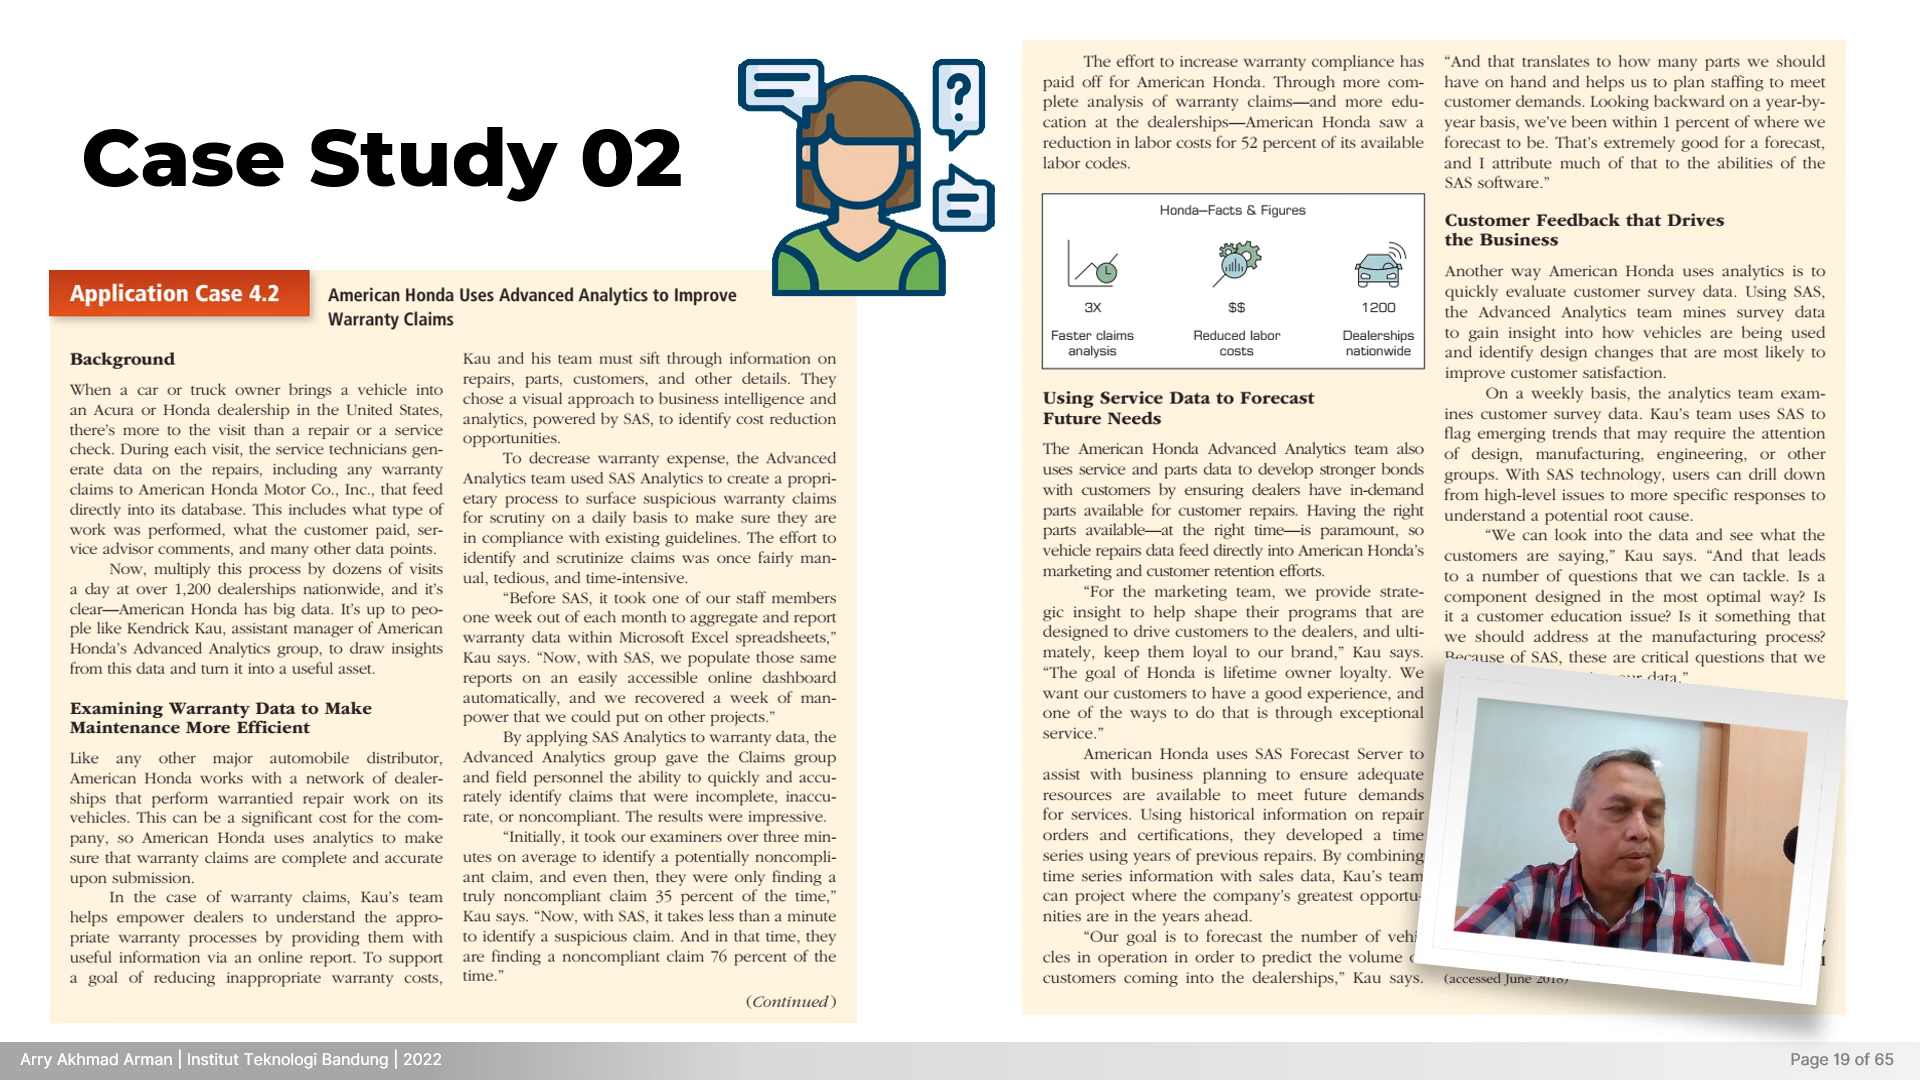 Case Study 02
Application Case 4.2
American Honda Uses Advanced Analytics to Improve
Warranty Claims
Background
When a car or truck owner brings a vehicle into
an Acura or Honda dealership in the United States,
there's more to the visit than a repair or a service
check. During each visit, the service technicians gen-
erate data on the repairs, including any warranty
claims to American Honda Motor Co., Inc., that feed
directly into its database. This includes what type of
work was performed, what the customer paid, ser-
vice advisor comments, and many other data points.
Now, multiply this process by dozens of visits
a day at over 1,200 dealerships nationwide, and it's
clear—American Honda has big data. It's up to peo-
ple like Kendrick Kau, assistant manager of American
Honda's Advanced Analytics group, to draw insights
from this data and turn it into a useful asset.
Examining Warranty Data to Make
Maintenance More Efficient
Like any other major automobile distributor,
American Honda works with a network of dealer-
ships that perform warrantied repair work on its
vehicles. This can be a significant cost for the com-
pany, so American Honda uses analytics to make
sure that warranty claims are complete and accurate
upon submission.
In the case of warranty claims, Kau's team
helps empower dealers to understand the appro-
priate warranty processes by providing them with
useful information via an online report. To support
a goal of reducing inappropriate warranty costs,
Kau and his team must sift through information on
repairs, parts, customers, and other details. They
chose a visual approach to business intelligence and
analytics, powered by SAS, to identify cost reduction
opportunities.
To decrease warranty expense, the Advanced
Analytics team used SAS Analytics to create a propri-
etary process to surface suspicious warranty claims
for scrutiny on a daily basis to make sure they are
in compliance with existing guidelines. The effort to
identify and scrutinize claims was once fairly man-
ual, tedious, and time-intensive.
"Before SAS, it took one of our staff members
one week out of each month to aggregate and report
warranty data within Microsoft Excel spreadsheets,"
Kau says. "Now, with SAS, we populate those same
reports on an easily accessible online dashboard
automatically, and we recovered a week of man-
power that we could put on other projects."
By applying SAS Analytics to warranty data, the
Advanced Analytics group gave the Claims group
and field personnel the ability to quickly and accu-
rately identify claims that were incomplete, inaccu-
rate, or noncompliant. The results were impressive.
"Initially, it took our examiners over three min-
utes on average to identify a potentially noncompli-
ant claim, and even then, they were only finding a
truly noncompliant claim 35 percent of the time,"
Kau says. "Now, with SAS, it takes less than a minute
to identify a suspicious claim. And in that time, they
are finding a noncompliant claim 76 percent of the
time."
(Continued)
The effort to increase warranty compliance has
paid off for American Honda. Through more com-
plete analysis of warranty claims—and more edu-
cation at the dealerships—American Honda saw a
reduction in labor costs for 52 percent of its available
labor codes.
Honda—Facts & Figures
3X
Faster claims
analysis
$$
Reduced labor
costs
1200
Dealerships
nationwide
Using Service Data to Forecast
Future Needs
The American Honda Advanced Analytics team also
uses service and parts data to develop stronger bonds
with customers by ensuring dealers have in-demand
parts available for customer repairs. Having the right
parts available—at the right time—is paramount, so
vehicle repairs data feed directly into American Honda's
marketing and customer retention efforts.
"For the marketing team, we provide strate-
gic insight to help shape their programs that are
designed to drive customers to the dealers, and ulti-
mately, keep them loyal to our brand," Kau says.
"The goal of Honda is lifetime owner loyalty. We
want our customers to have a good experience, and
one of the ways to do that is through exceptional
service."
American Honda uses SAS Forecast Server to
assist with business planning to ensure adequate
resources are available to meet future demands
for services. Using historical information on repair
orders and certifications, they developed a time
series using years of previous repairs. By combining
time series information with sales data, Kau's team
can project where the company's greatest opportu-
nities are in the years ahead.
"Our goal is to forecast the number of vehi
cles in operation in order to predict the volume
customers coming into the dealerships," Kau says.
"And that translates to how many parts we should
have on hand and helps us to plan staffing to meet
customer demands. Looking backward on a year-by-
year basis, we've been within 1 percent of where we
forecast to be. That's extremely good for a forecast,
and I attribute much of that to the abilities of the
SAS software."
Customer Feedback that Drives
the Business
Another way American Honda uses analytics is to
quickly evaluate customer survey data. Using SAS,
the Advanced Analytics team mines survey data
to gain insight into how vehicles are being used
and identify design changes that are most likely to
improve customer satisfaction.
On a weekly basis, the analytics team exam-
ines customer survey data. Kau's team uses SAS to
flag emerging trends that may require the attention
of design, manufacturing, engineering, or other
groups. With SAS technology, users can drill down
from high-level issues to more specific responses to
understand a potential root cause.
"We can look into the data and see what the
customers are saying," Kau says. "And that leads
to a number of questions that we can tackle. Is a
component designed in the most optimal way? Is
it a customer education issue? Is it something that
we should address at the manufacturing process?
Because of SAS, these are critical questions that we
data."
(accessed June 2018)
Arry Akhmad Arman | Institut Teknologi Bandung | 2022
Page 19 of 65